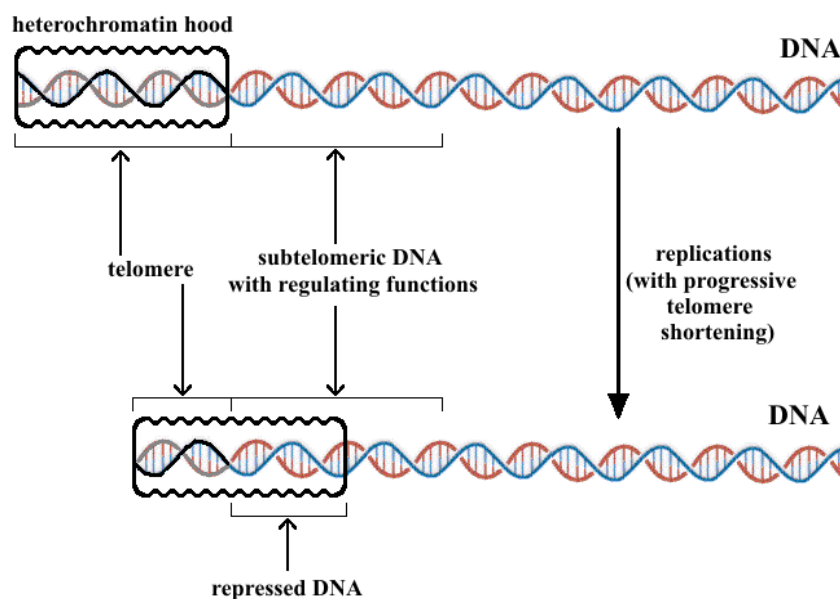 heterochromatin hood
DNA
telomere
subtelomeric DNA
with regulating functions
replications
(with progressive
telomere
shortening)
DNA
repressed DNA